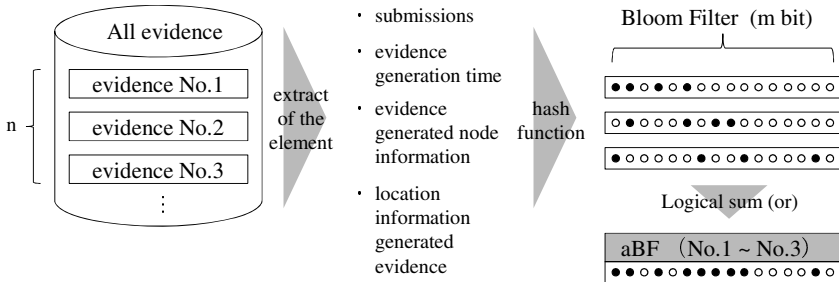 All evidence
n
evidence No.1
evidence No.2
evidence No.3
⋮
extract
of the
element
・ submissions
・ evidence
generation time
・ evidence
generated node
information
・ location
information
generated
evidence
hash
function
Bloom Filter (m bit)
Logical sum (or)
aBF （No.1 ~ No.3）